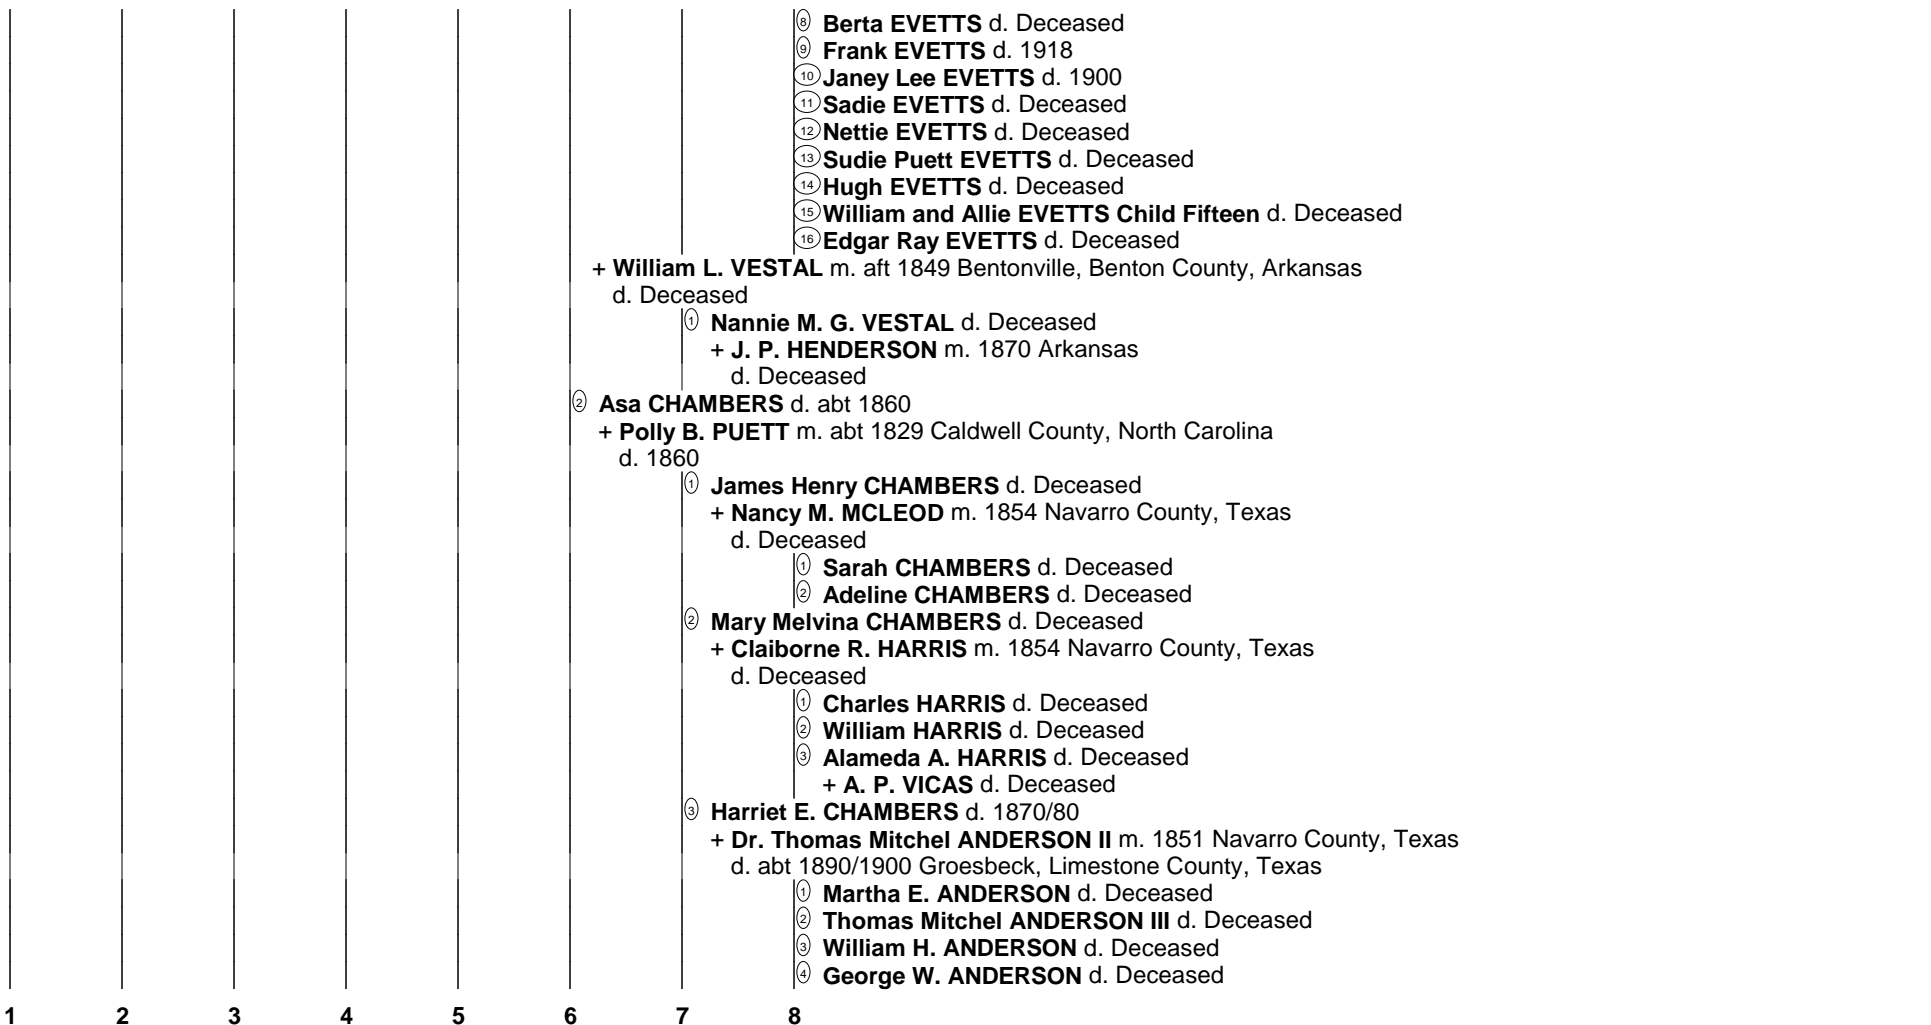 8 Berta EVETTS d. Deceased
9 Frank EVETTS d. 1918
10 Janey Lee EVETTS d. 1900
11 Sadie EVETTS d. Deceased
12 Nettie EVETTS d. Deceased
13 Sudie Puett EVETTS d. Deceased
14 Hugh EVETTS d. Deceased
15 William and Allie EVETTS Child Fifteen d. Deceased
16 Edgar Ray EVETTS d. Deceased
+ William L. VESTAL m. aft 1849 Bentonville, Benton County, Arkansas
d. Deceased
1 Nannie M. G. VESTAL d. Deceased
+ J. P. HENDERSON m. 1870 Arkansas
d. Deceased
2 Asa CHAMBERS d. abt 1860
+ Polly B. PUETT m. abt 1829 Caldwell County, North Carolina
d. 1860
1 James Henry CHAMBERS d. Deceased
+ Nancy M. MCLEOD m. 1854 Navarro County, Texas
d. Deceased
1 Sarah CHAMBERS d. Deceased
2 Adeline CHAMBERS d. Deceased
2 Mary Melvina CHAMBERS d. Deceased
+ Claiborne R. HARRIS m. 1854 Navarro County, Texas
d. Deceased
1 Charles HARRIS d. Deceased
2 William HARRIS d. Deceased
3 Alameda A. HARRIS d. Deceased
+ A. P. VICAS d. Deceased
3 Harriet E. CHAMBERS d. 1870/80
+ Dr. Thomas Mitchel ANDERSON II m. 1851 Navarro County, Texas
d. abt 1890/1900 Groesbeck, Limestone County, Texas
1 Martha E. ANDERSON d. Deceased
2 Thomas Mitchel ANDERSON III d. Deceased
3 William H. ANDERSON d. Deceased
4 George W. ANDERSON d. Deceased
1 2 3 4 5 6 7 8